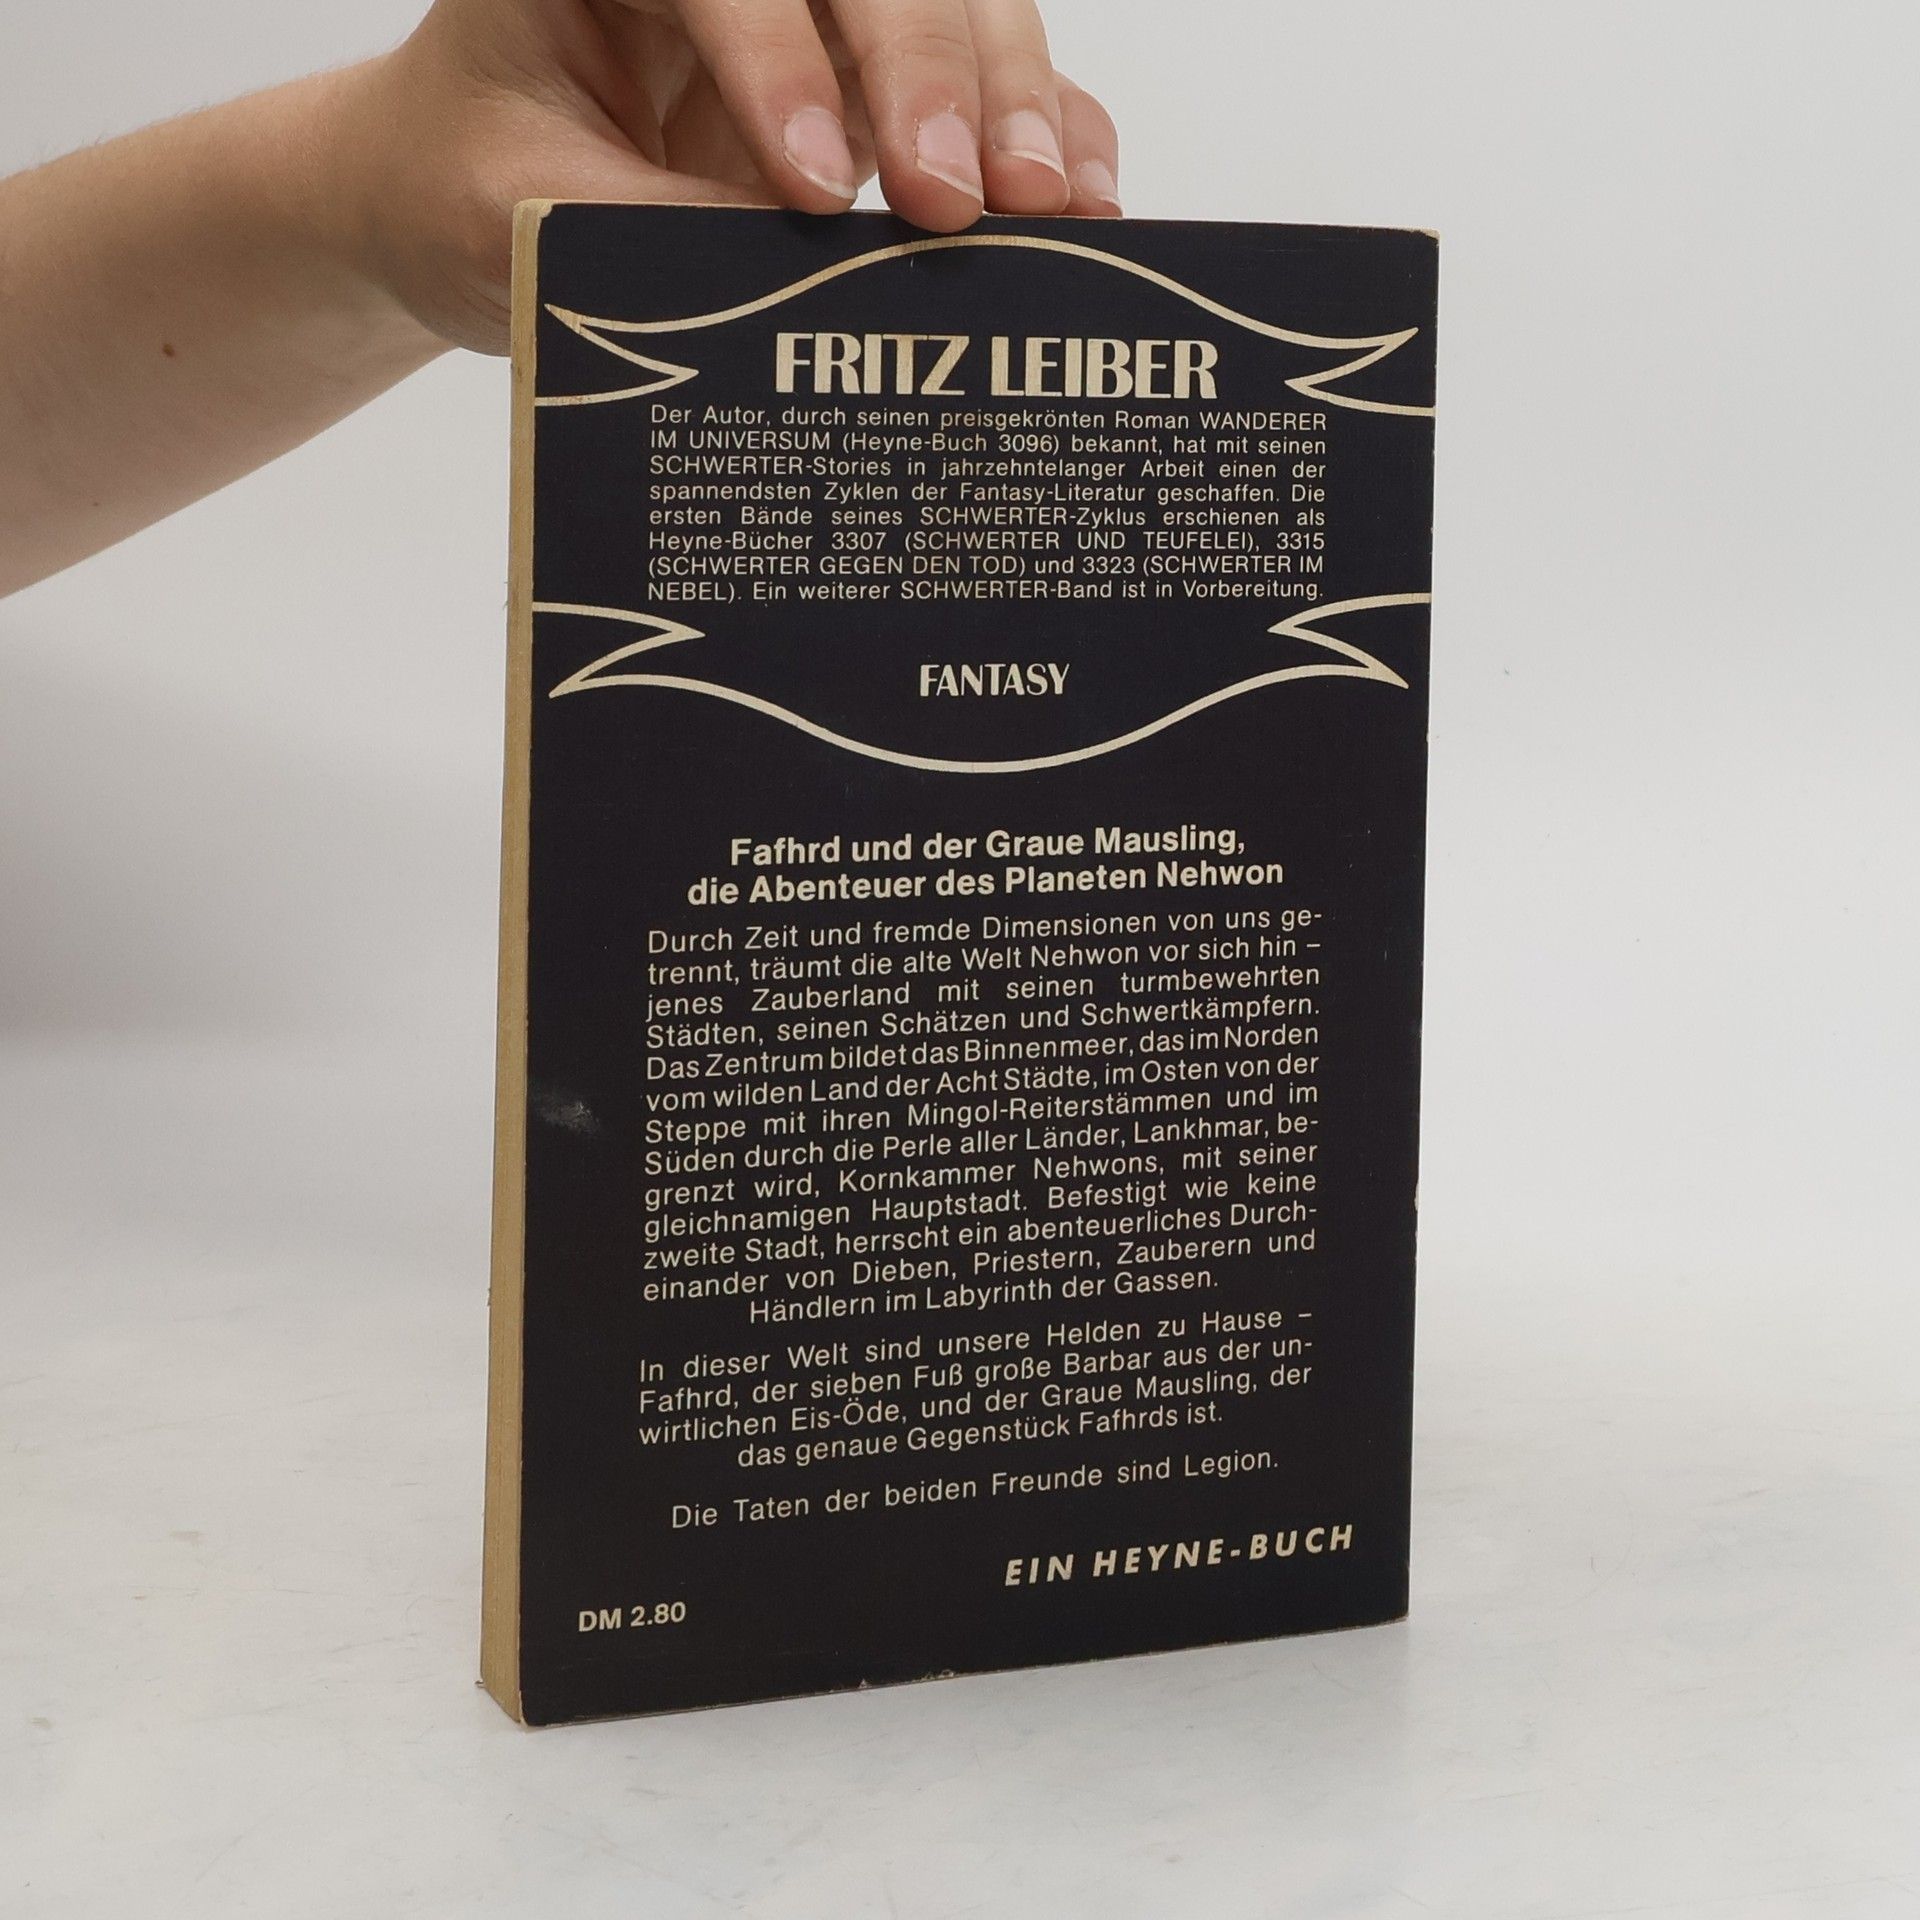 FRITZ LEIBER
Der Autor, durch seinen preisgekrönten Roman WANDERER
IM UNIVERSUM (Heyne-Buch 3096) bekannt, hat mit seinen
SCHWERTER-Stories in jahrzehntelanger Arbeit einen der
spannendsten Zyklen der Fantasy-Literatur geschaffen. Die
ersten Bände seines SCHWERTER-Zyklus erschienen als
Heyne-Bücher 3307 (SCHWERTER UND TEUFELEI), 3315
(SCHWERTER GEGEN DEN TOD) und 3323 (SCHWERTER IM
NEBEL). Ein weiterer SCHWERTER-Band ist in Vorbereitung.
FANTASY
Fafhrd und der Graue Mausling,
die Abenteuer des Planeten Nehwon
Durch Zeit und fremde Dimensionen von uns ge-
trennt, träumt die alte Welt Nehwon vor sich hin –
jenes Zauberland mit seinen turmbewehrten
Städten, seinen Schätzen und Schwertkämpfern.
Das Zentrum bildet das Binnenmeer, das im Norden
vom wilden Land der Acht Städte, im Osten von der
Steppe mit ihren Mingol-Reiterstämmen und im
Süden durch die Perle aller Länder, Lankhmar, be-
grenzt wird, Kornkammer Nehwons, mit seiner
gleichnamigen Hauptstadt. Befestigt wie keine
zweite Stadt, herrscht ein abenteuerliches Durch-
einander von Dieben, Priestern, Zauberern und
Händlern im Labyrinth der Gassen.
In dieser Welt sind unsere Helden zu Hause –
Fafhrd, der sieben Fuß große Barbar aus der un-
wirtlichen Eis-Öde, und der Graue Mausling, der
das genaue Gegenstück Fafhrds ist.
Die Taten der beiden Freunde sind Legion.
EIN HEYNE-BUCH
DM 2.80